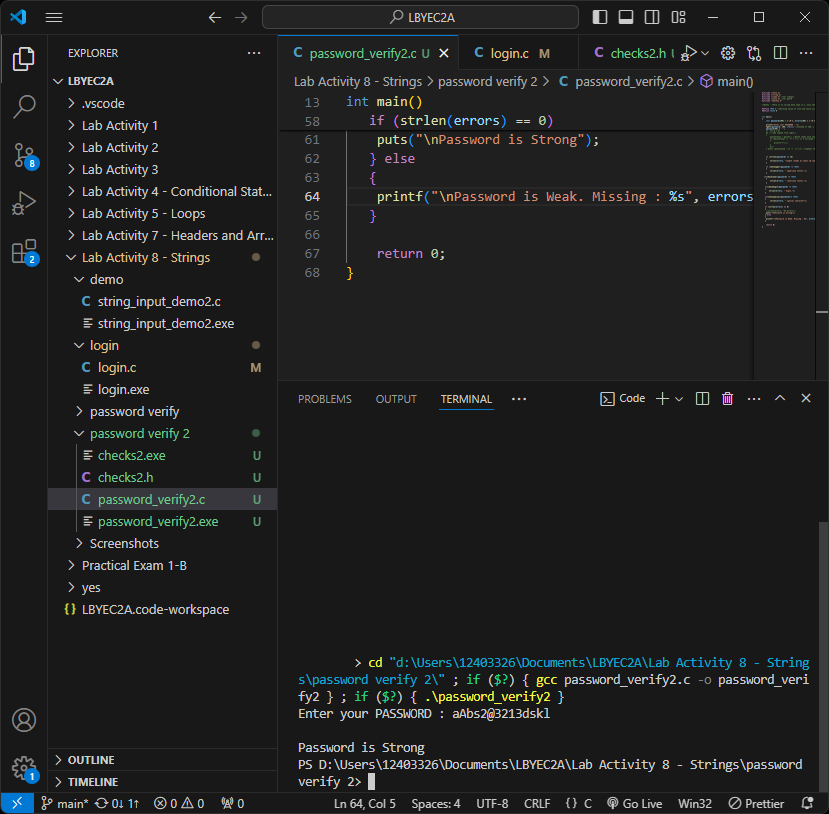 LBYEC2A
EXPLORER
password_verify2.c U
login.c M
checks2.h U
LBYEC2A
Lab Activity 8 - Strings > password verify 2 > C password_verify2.c > main()
.vscode
Lab Activity 1
Lab Activity 2
Lab Activity 3
Lab Activity 4 - Conditional Stat...
Lab Activity 5 - Loops
Lab Activity 7 - Headers and Arr...
Lab Activity 8 - Strings
demo
C string_input_demo2.c
string_input_demo2.exe
login
C login.c M
login.exe
password verify
password verify 2
checks2.exe U
C checks2.h U
C password_verify2.c U
password_verify2.exe U
Screenshots
Practical Exam 1-B
yes
{} LBYEC2A.code-workspace
OUTLINE
TIMELINE
8
2
1
13 int main()
58 if (strlen(errors) == 0)
61 puts("\nPassword is Strong");
62 } else
63 {
64 printf("\nPassword is Weak. Missing : %s", errors
65 }
66
67 return 0;
68 }
PROBLEMS OUTPUT TERMINAL ... Code
> cd "d:\Users\12403326\Documents\LBYEC2A\Lab Activity 8 - String
s\password verify 2\" ; if ($?) { gcc password_verify2.c -o password_veri
fy2 } ; if ($?) { .\password_verify2 }
Enter your PASSWORD : aAbs2@3213dskl
Password is Strong
PS D:\Users\12403326\Documents\LBYEC2A\Lab Activity 8 - Strings\password
verify 2>
main* 0↓ 1↑ 0 0 0 Ln 64, Col 5 Spaces: 4 UTF-8 CRLF {} C Go Live Win32 Prettier